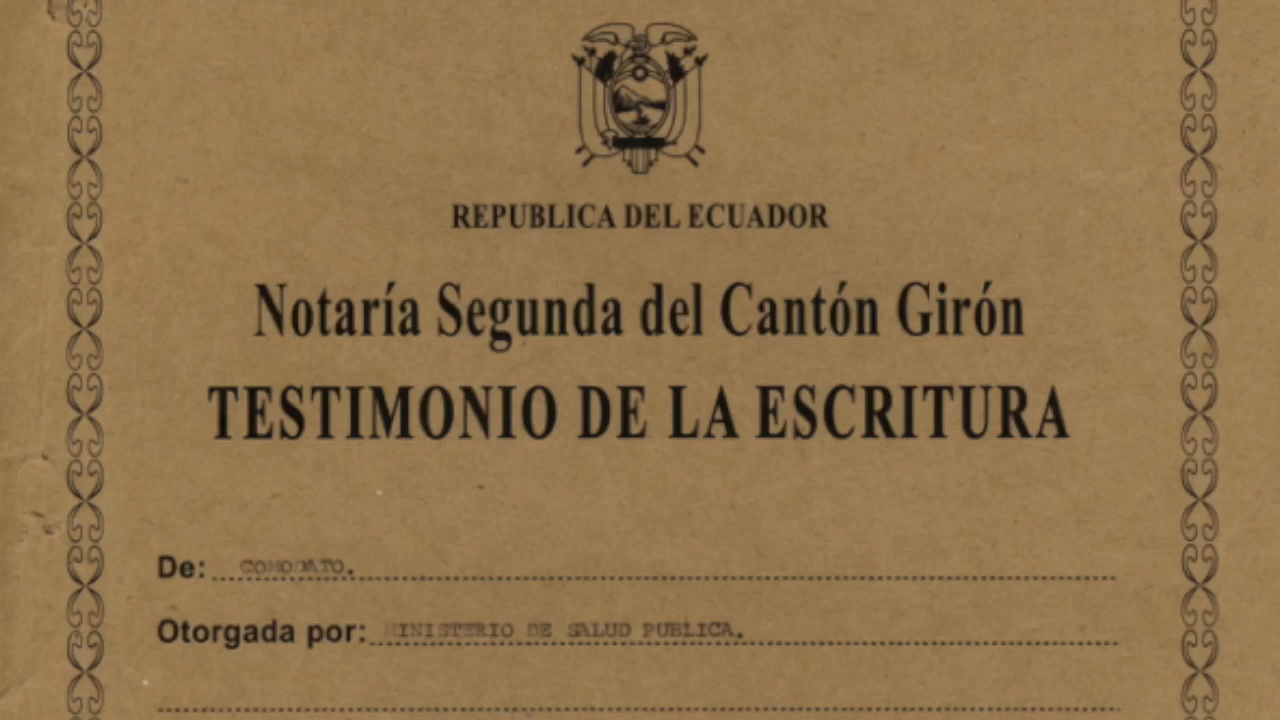 REPUBLICA DEL ECUADOR
Notaría Segunda del Cantón Girón
TESTIMONIO DE LA ESCRITURA
De: COMODATO.
Otorgada por: MINISTERIO DE SALUD PUBLICA.